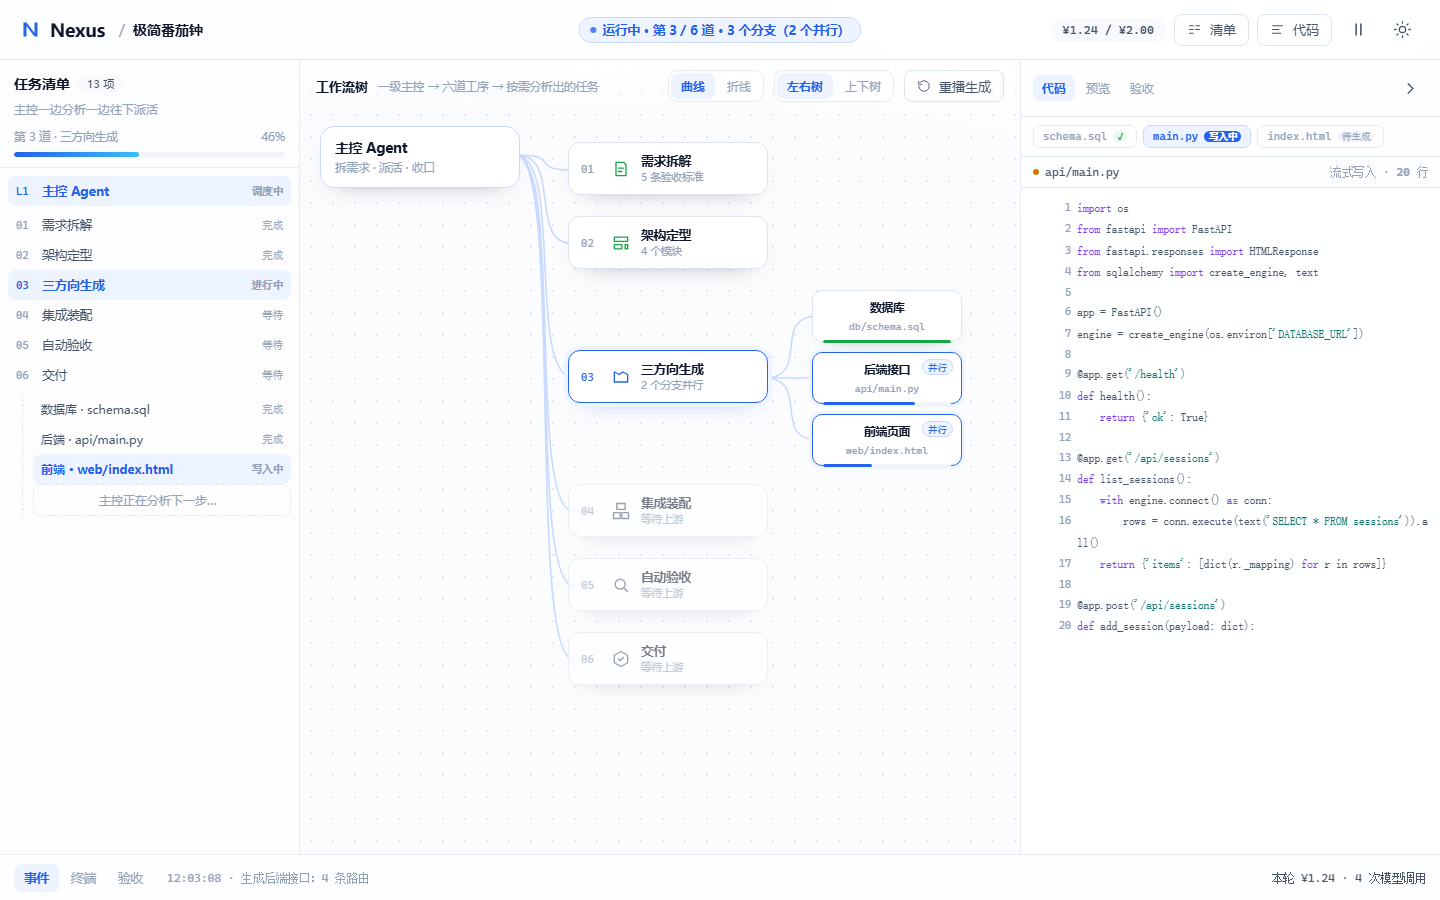 Nexus / 极简番茄钟
运行中 • 第 3 / 6 道 • 3 个分支 (2 个并行)
¥1.24 / ¥2.00
清单
代码
任务清单 13 项
主控一边分析一边往下派活
第 3 道 · 三方向生成 46%
L1 主控 Agent 调度中
01 需求拆解 完成
02 架构定型 完成
03 三方向生成 进行中
04 集成装配 等待
05 自动验收 等待
06 交付 等待
数据库 · schema.sql 完成
后端 · api/main.py 完成
前端 • web/index.html 写入中
主控正在分析下一步...
工作流树 一级主控 → 六道工序 → 按需分析出的任务
曲线 折线
左右树 上下树
重播生成
主控 Agent
拆需求 · 派活 · 收口
01 需求拆解
5 条验收标准
02 架构定型
4 个模块
03 三方向生成
2 个分支并行
数据库
db/schema.sql
后端接口 并行
api/main.py
前端页面 并行
web/index.html
04 集成装配
等待上游
05 自动验收
等待上游
06 交付
等待上游
代码 预览 验收
schema.sql ✓
main.py 写入中
index.html 待生成
api/main.py 流式写入 · 20 行
1 import os
2 from fastapi import FastAPI
3 from fastapi.responses import HTMLResponse
4 from sqlalchemy import create_engine, text
5
6 app = FastAPI()
7 engine = create_engine(os.environ['DATABASE_URL'])
8
9 @app.get('/health')
10 def health():
11 return {'ok': True}
12
13 @app.get('/api/sessions')
14 def list_sessions():
15 with engine.connect() as conn:
16 rows = conn.execute(text('SELECT * FROM sessions')).a
ll()
17 return {'items': [dict(r._mapping) for r in rows]}
18
19 @app.post('/api/sessions')
20 def add_session(payload: dict):
事件 终端 验收 12:03:08 · 生成后端接口: 4 条路由
本轮 ¥1.24 · 4 次模型调用